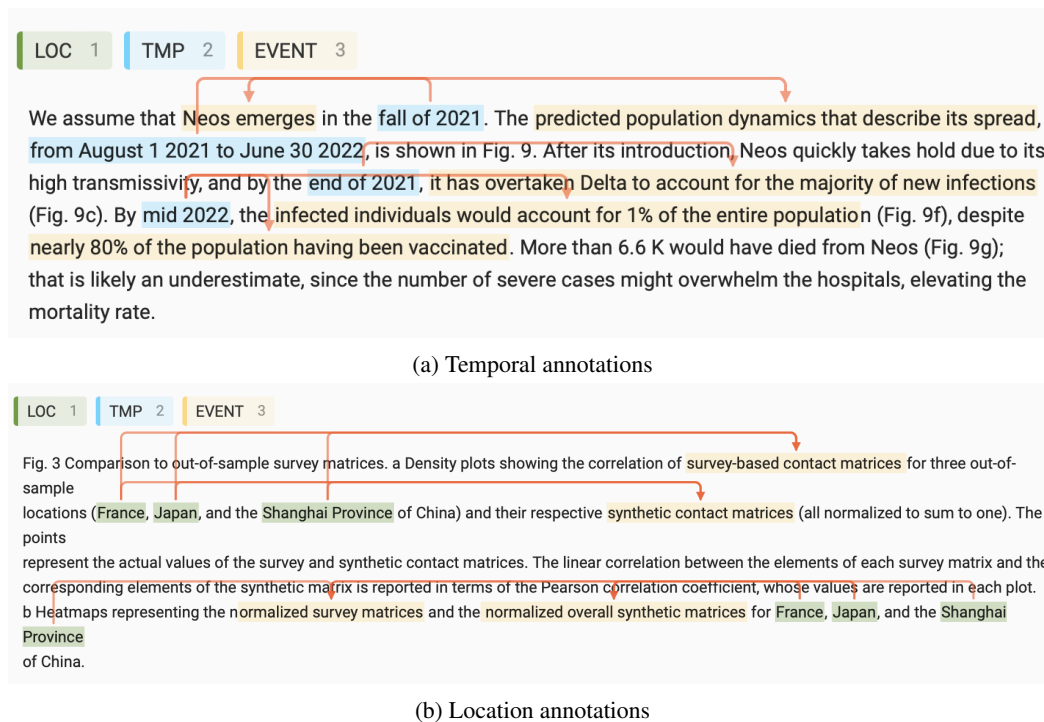 LOC 1 TMP 2 EVENT 3
We assume that Neos emerges in the fall of 2021. The predicted population dynamics that describe its spread,
from August 1 2021 to June 30 2022, is shown in Fig. 9. After its introduction, Neos quickly takes hold due to its
high transmissivity, and by the end of 2021, it has overtaken Delta to account for the majority of new infections
(Fig. 9c). By mid 2022, the infected individuals would account for 1% of the entire population (Fig. 9f), despite
nearly 80% of the population having been vaccinated. More than 6.6 K would have died from Neos (Fig. 9g);
that is likely an underestimate, since the number of severe cases might overwhelm the hospitals, elevating the
mortality rate.
(a) Temporal annotations
LOC 1 TMP 2 EVENT 3
Fig. 3 Comparison to out-of-sample survey matrices. a Density plots showing the correlation of survey-based contact matrices for three out-of-
sample
locations (France, Japan, and the Shanghai Province of China) and their respective synthetic contact matrices (all normalized to sum to one). The
points
represent the actual values of the survey and synthetic contact matrices. The linear correlation between the elements of each survey matrix and the
corresponding elements of the synthetic matrix is reported in terms of the Pearson correlation coefficient, whose values are reported in each plot.
b Heatmaps representing the normalized survey matrices and the normalized overall synthetic matrices for France, Japan, and the Shanghai
Province
of China.
(b) Location annotations